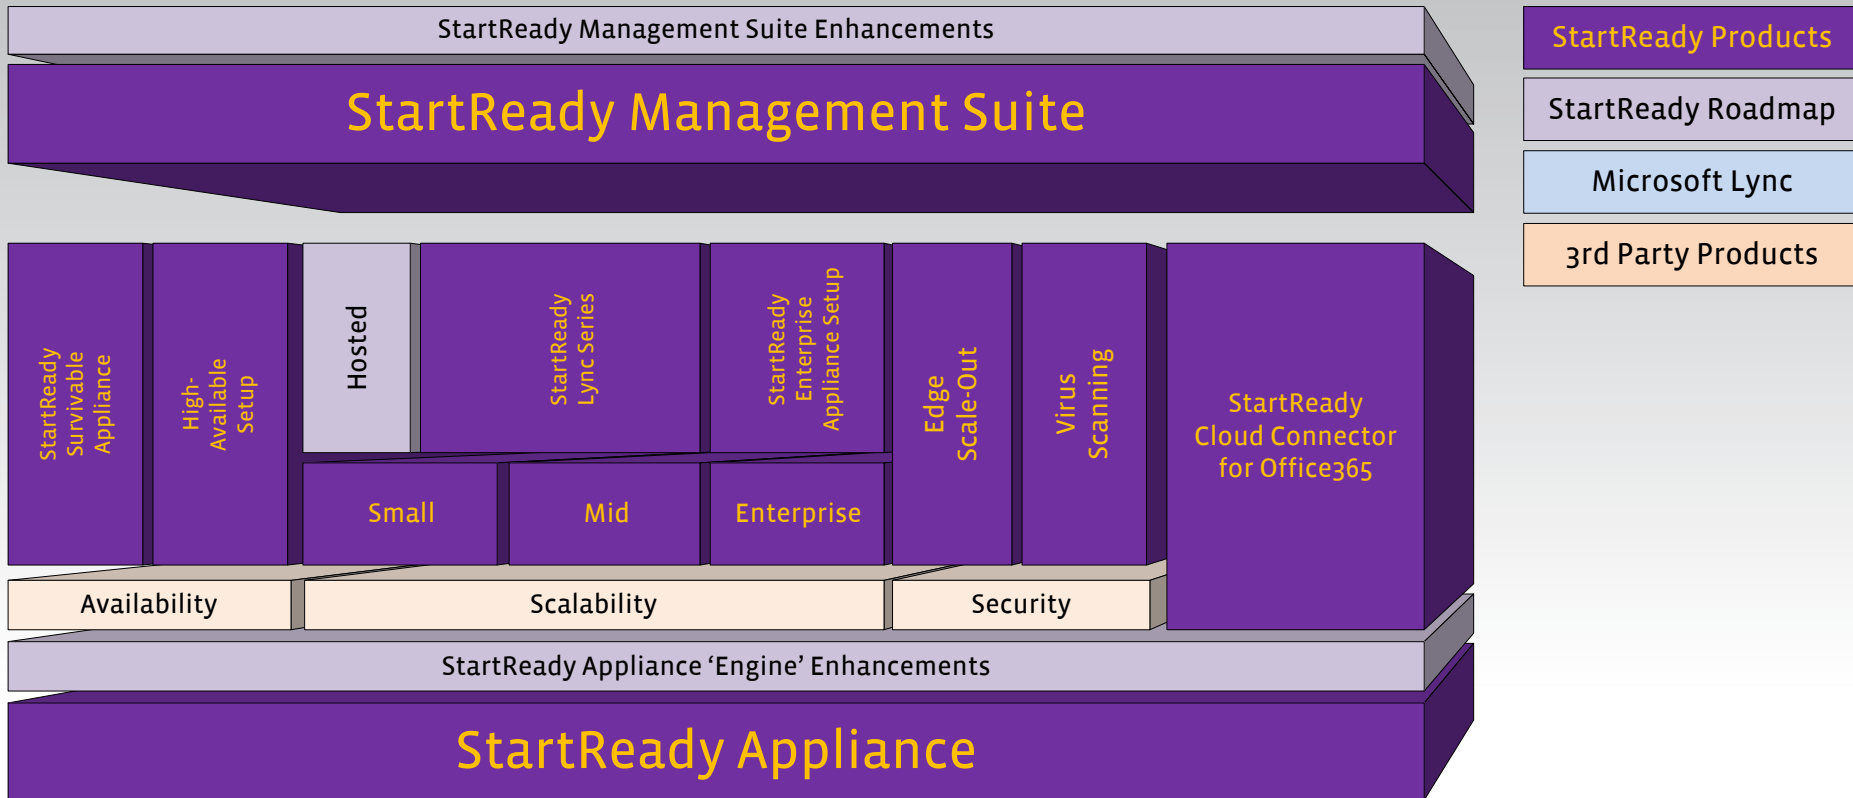 StartReady Management Suite Enhancements
StartReady Management Suite
StartReady Products
StartReady Roadmap
Microsoft Lync
3rd Party Products
StartReady
Survivable
Appliance
High-
Available
Setup
Hosted
StartReady
Lync Series
StartReady
Enterprise
Appliance Setup
Edge
Scale-Out
Virus
Scanning
StartReady
Cloud Connector
for Office365
Small
Mid
Enterprise
Availability
Scalability
Security
StartReady Appliance ‘Engine’ Enhancements
StartReady Appliance